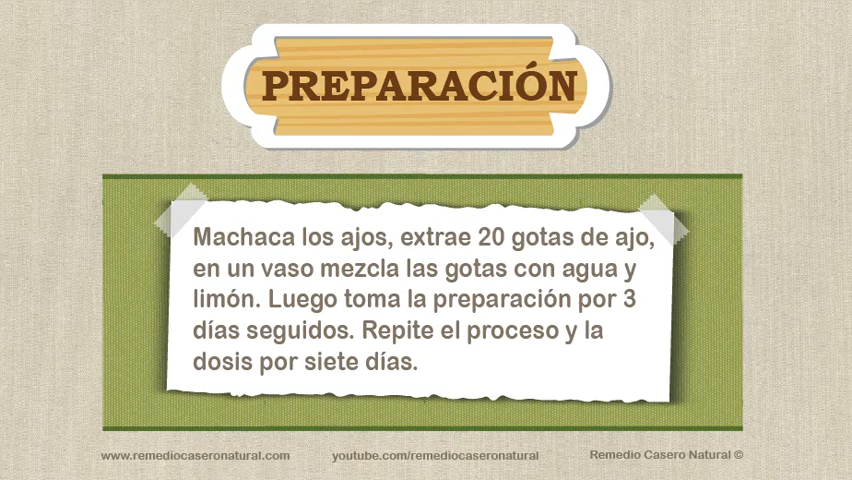 PREPARACIÓN
Machaca los ajos, extrae 20 gotas de ajo,
en un vaso mezcla las gotas con agua y
limón. Luego toma la preparación por 3
días seguidos. Repite el proceso y la
dosis por siete días.
www.remediocaseronatural.com youtube.com/remediocaseronatural Remedio Casero Natural ©